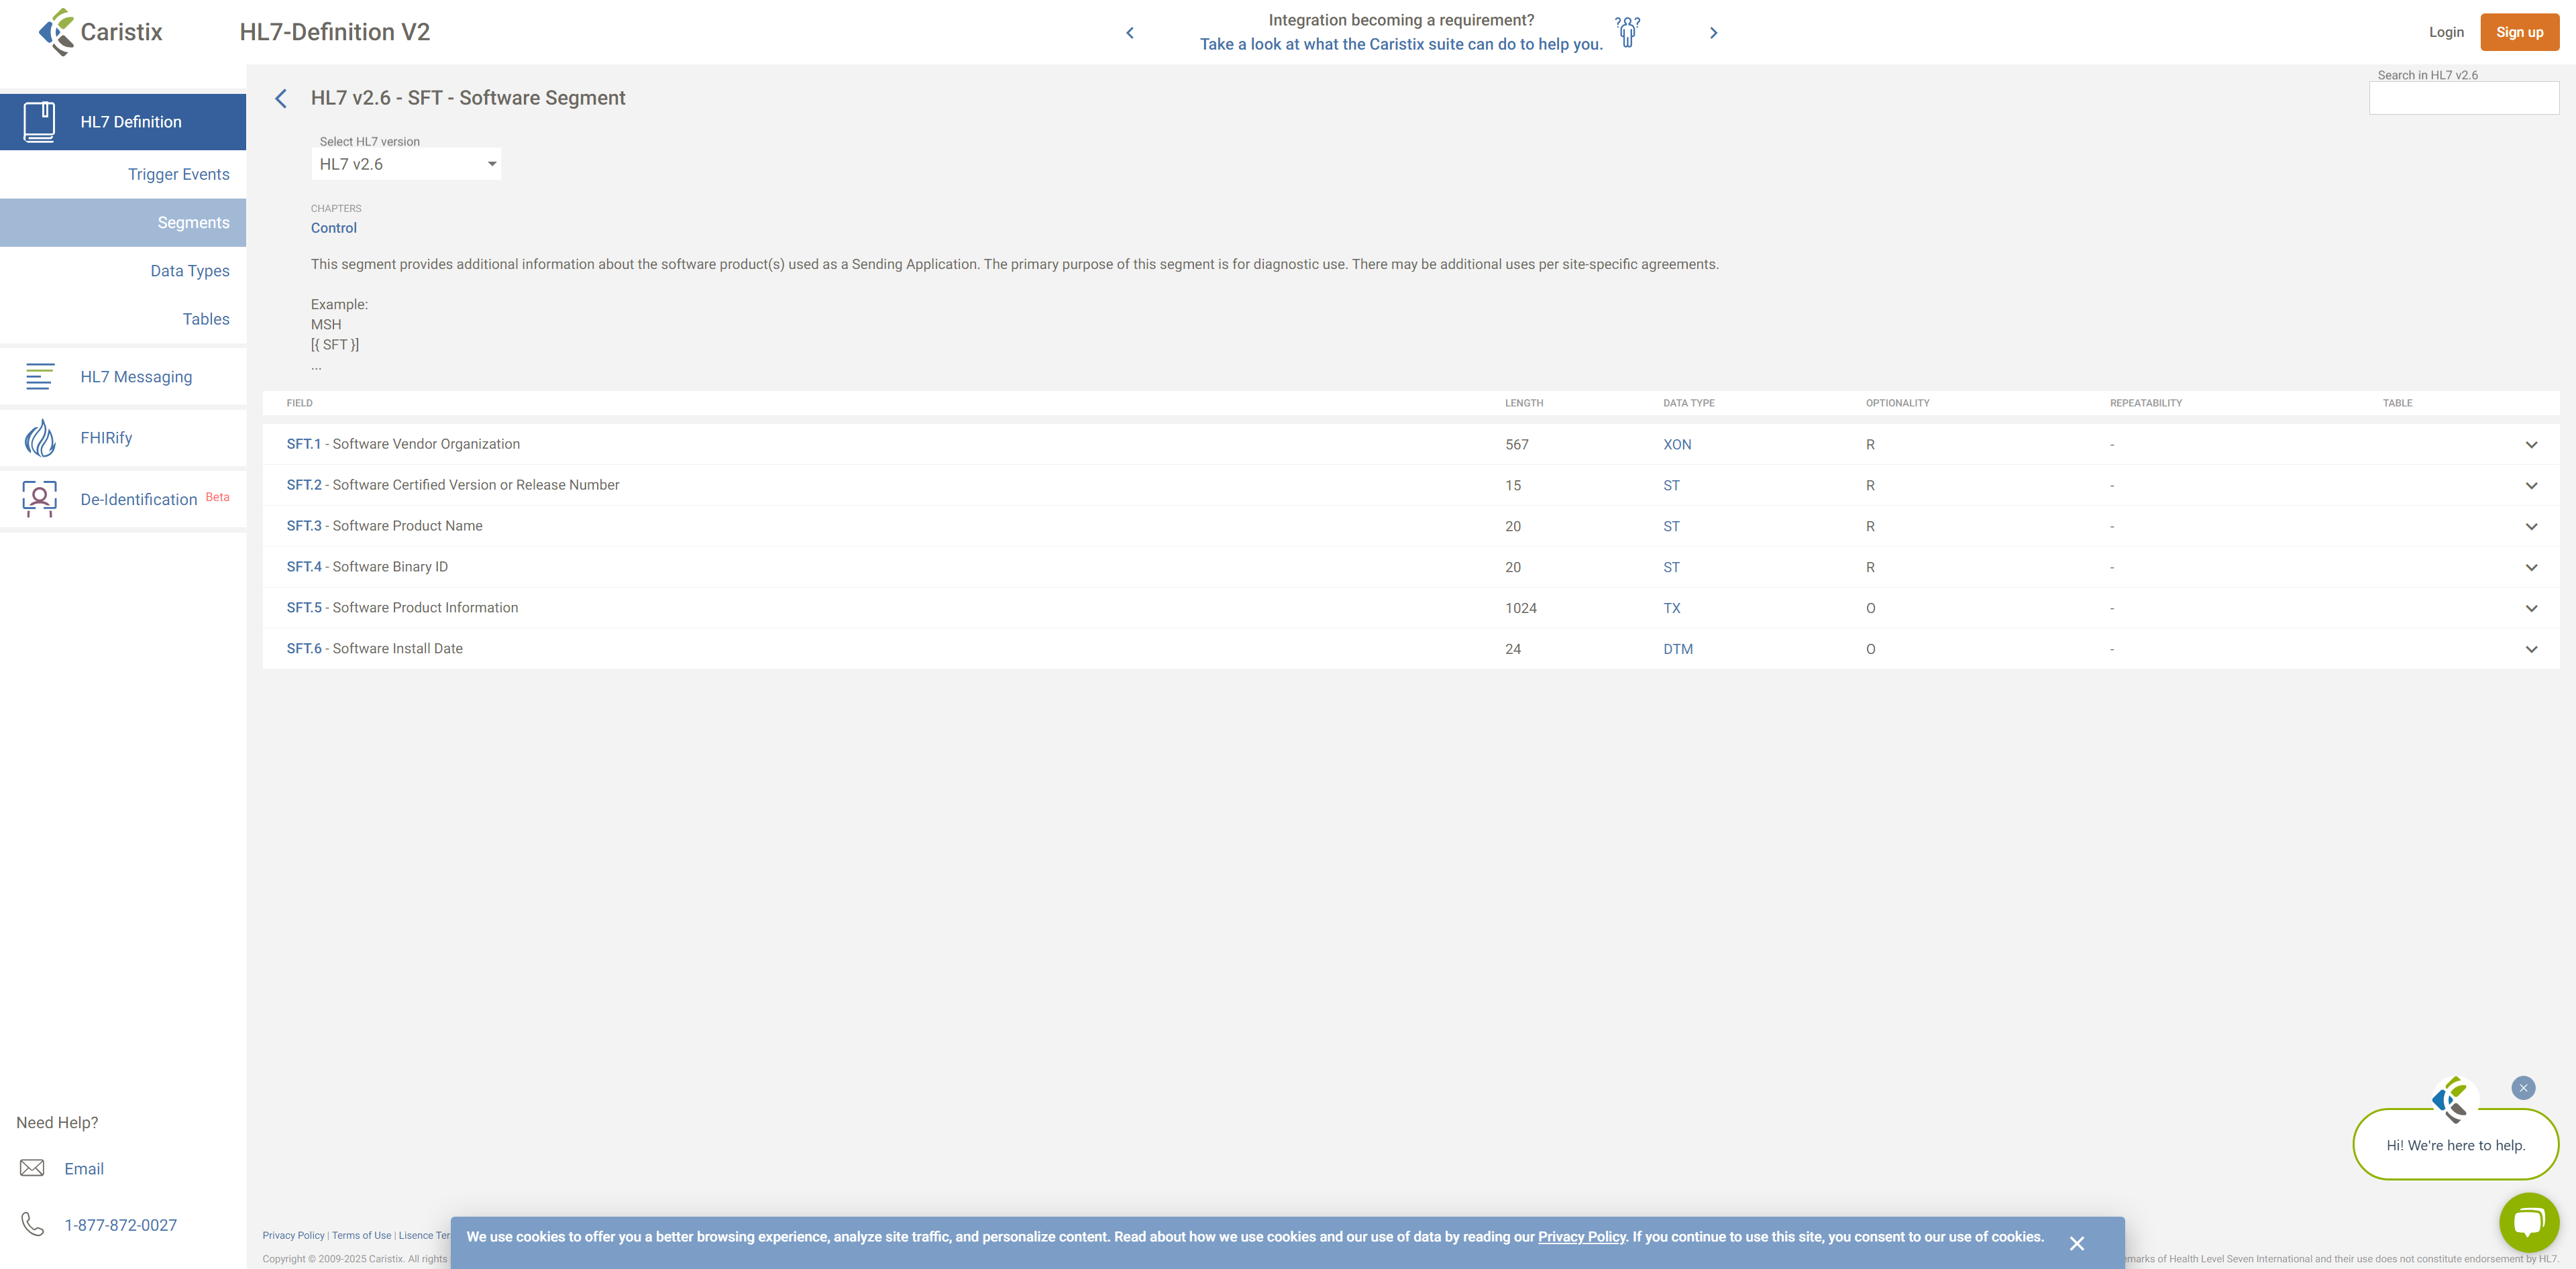 Caristix
HL7-Definition V2
Integration becoming a requirement?
Take a look at what the Caristix suite can do to help you.
Login
Sign up
HL7 Definition
Trigger Events
Segments
Data Types
Tables
HL7 Messaging
FHIRify
De-Identification Beta
Need Help?
Email
1-877-872-0027
HL7 v2.6 - SFT - Software Segment
Search in HL7 v2.6
Select HL7 version
HL7 v2.6
CHAPTERS
Control
This segment provides additional information about the software product(s) used as a Sending Application. The primary purpose of this segment is for diagnostic use. There may be additional uses per site-specific agreements.
Example:
MSH
[{ SFT }]
...
FIELD LENGTH DATA TYPE OPTIONALITY REPEATABILITY TABLE
SFT.1 - Software Vendor Organization 567 XON R -
SFT.2 - Software Certified Version or Release Number 15 ST R -
SFT.3 - Software Product Name 20 ST R -
SFT.4 - Software Binary ID 20 ST R -
SFT.5 - Software Product Information 1024 TX O -
SFT.6 - Software Install Date 24 DTM O -
Hi! We're here to help.
Privacy Policy | Terms of Use | Lisence Ter
We use cookies to offer you a better browsing experience, analyze site traffic, and personalize content. Read about how we use cookies and our use of data by reading our Privacy Policy. If you continue to use this site, you consent to our use of cookies.
Copyright © 2009-2025 Caristix. All rights
emarks of Health Level Seven International and their use does not constitute endorsement by HL7.